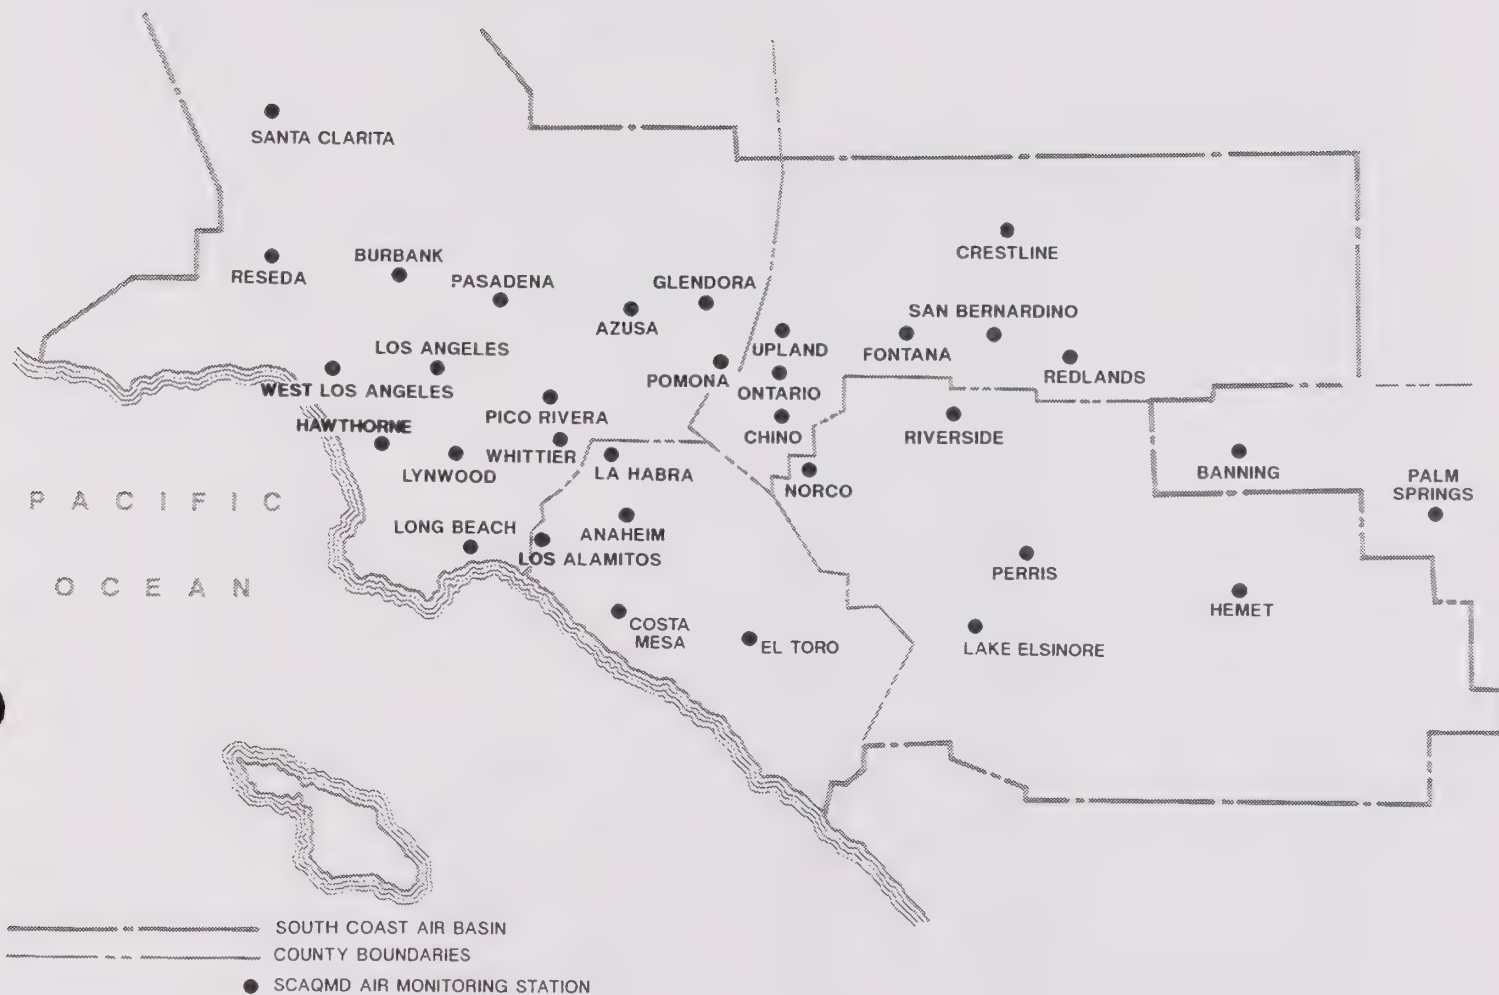 SANTA CLARITA
CRESTLINE
BURBANK
RESEDA
PASADENA
GLENDORA
AZUSA
SAN BERNARDINO
UPLAND
FONTANA
LOS ANGELES
REDLANDS
POMONA
ONTARIO
WEST LOS ANGELES
PICO RIVERA
HAWTHORNE
CHINO
RIVERSIDE
WHITTIER
LYNWOOD
LA HABRA
BANNING
NORCO
PALM
SPRINGS
PACIFIC
OCEAN
LONG BEACH
ANAHEIM
LOS ALAMITOS
PERRIS
HEMET
COSTA
MESA
EL TORO
LAKE ELSINORE
SOUTH COAST AIR BASIN
COUNTY BOUNDARIES
SCAQMD AIR MONITORING STATION